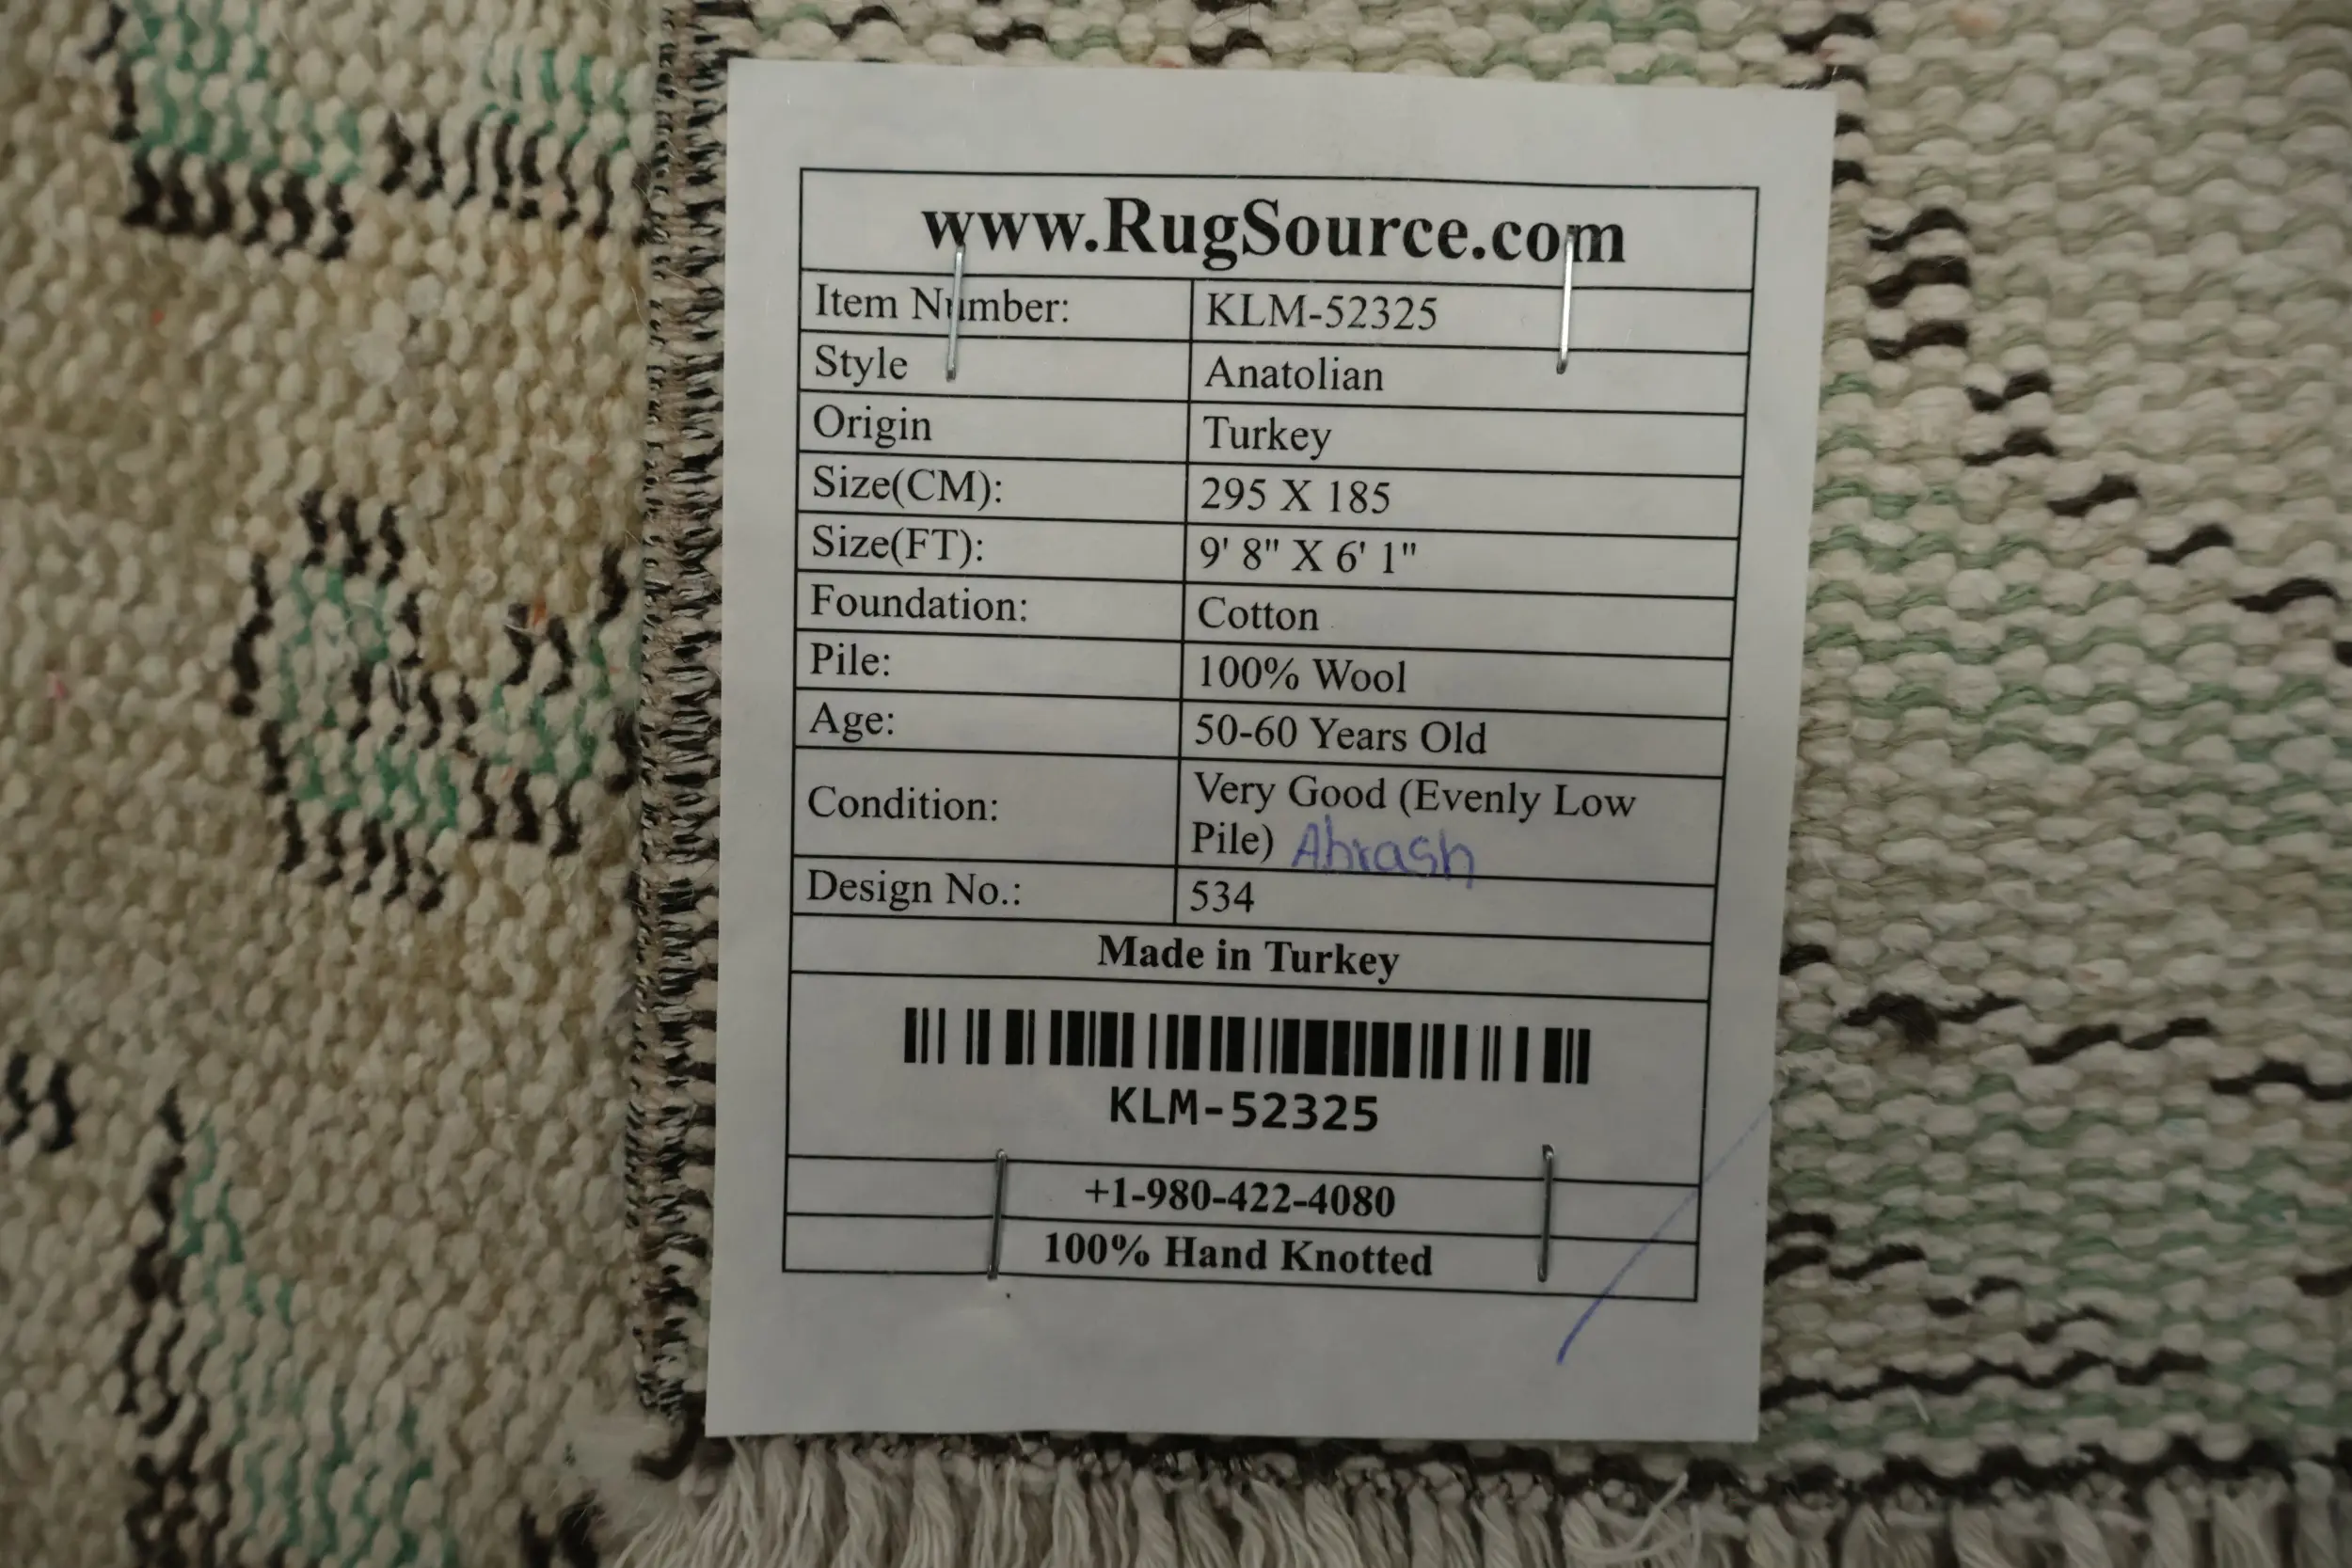 www.RugSource.com
Item Number: KLM-52325
Style Anatolian
Origin Turkey
Size(CM): 295 X 185
Size(FT): 9' 8" X 6' 1"
Foundation: Cotton
Pile: 100% Wool
Age: 50-60 Years Old
Condition: Very Good (Evenly Low
Pile) Abrash
Design No.: 534
Made in Turkey
KLM-52325
+1-980-422-4080
100% Hand Knotted